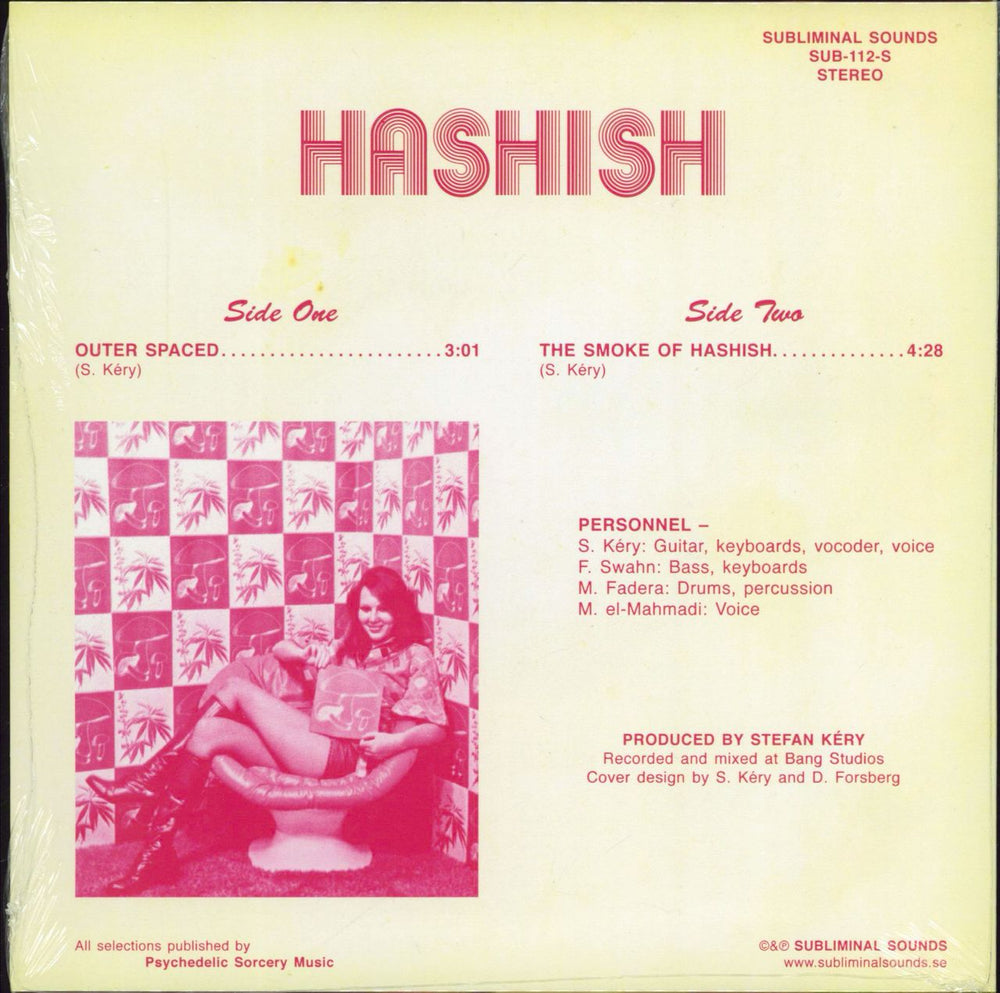 SUBLIMINAL SOUNDS
SUB-112-S
STEREO
HASHISH
Side One
OUTER SPACED.......................3:01
(S. Kéry)
Side Two
THE SMOKE OF HASHISH..............4:28
(S. Kéry)
PERSONNEL –
S. Kéry: Guitar, keyboards, vocoder, voice
F. Swahn: Bass, keyboards
M. Fadera: Drums, percussion
M. el-Mahmadi: Voice
PRODUCED BY STEFAN KÉRY
Recorded and mixed at Bang Studios
Cover design by S. Kéry and D. Forsberg
All selections published by
Psychedelic Sorcery Music
©&℗ SUBLIMINAL SOUNDS
www.subliminalsounds.se